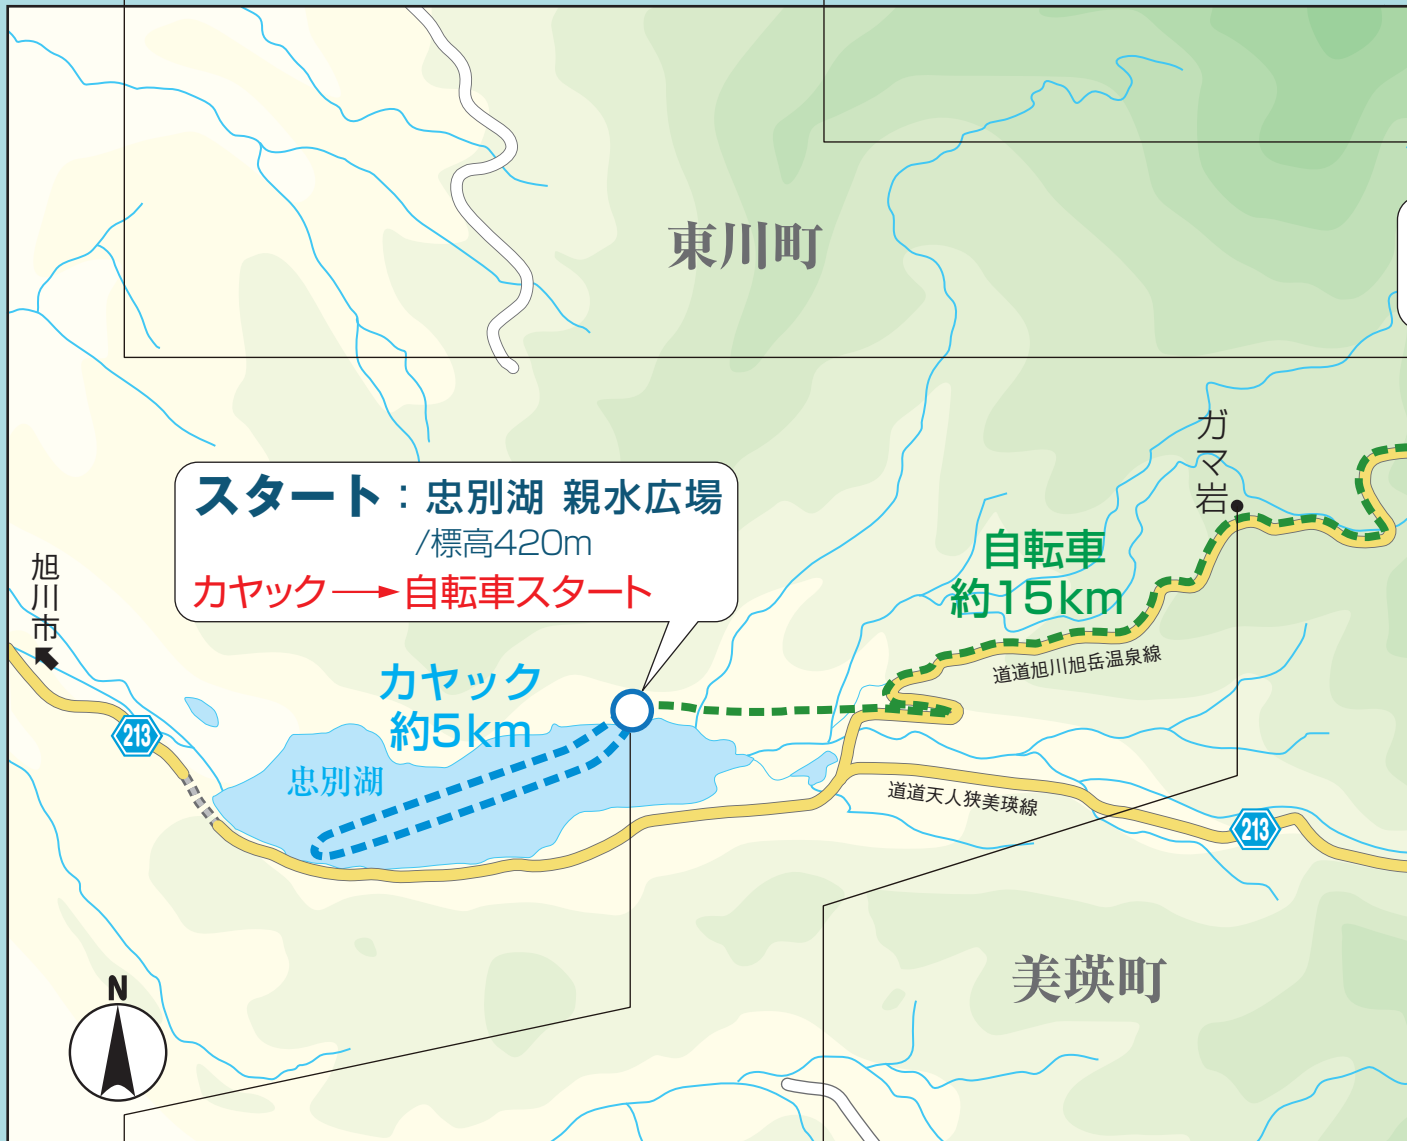 東川町
ガマ岩
スタート：忠別湖 親水広場
/標高420m
カヤック→自転車スタート
自転車
約15km
旭川市
道道旭川旭岳温泉線
カヤック
約5km
213
忠別湖
道道天人狭美瑛線
213
美瑛町
N